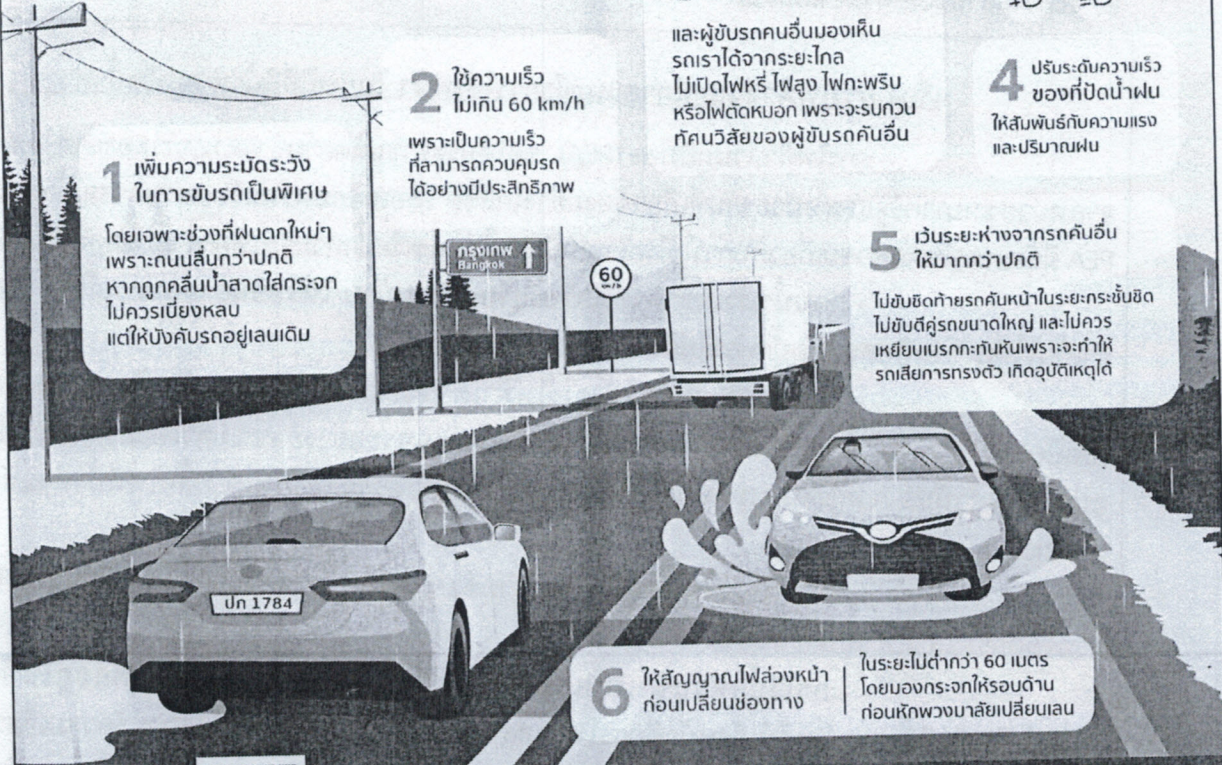 1 เพิ่มความระมัดระวัง
ในการขับรถเป็นพิเศษ
โดยเฉพาะช่วงที่ฝนตกใหม่ๆ
เพราะถนนลื่นกว่าปกติ
หากถูกคลื่นน้ำสาดใส่กระจก
ไม่ควรเบี่ยงหลบ
แต่ให้บังคับรถอยู่เลนเดิม
2 ใช้ความเร็ว
ไม่เกิน 60 km/h
เพราะเป็นความเร็ว
ที่สามารถควบคุมรถ
ได้อย่างมีประสิทธิภาพ
และผู้ขับรถคนอื่นมองเห็น
รถเราได้จากระยะไกล
ไม่เปิดไฟหรี่ ไฟสูง ไฟกะพริบ
หรือไฟตัดหมอก เพราะจะรบกวน
ทัศนวิสัยของผู้ขับรถคันอื่น
4 ปรับระดับความเร็ว
ของที่ปัดน้ำฝน
ให้สัมพันธ์กับความแรง
และปริมาณฝน
5 เว้นระยะห่างจากรถคันอื่น
ให้มากกว่าปกติ
ไม่ขับชิดท้ายรถคันหน้าในระยะกระชั้นชิด
ไม่ขับตีคู่รถขนาดใหญ่ และไม่ควร
เหยียบเบรกกะทันหันเพราะจะทำให้
รถเสียการทรงตัว เกิดอุบัติเหตุได้
กรุงเทพ
Bangkok
60
km/h
ปภ 1784
6 ให้สัญญาณไฟล่วงหน้า
ก่อนเปลี่ยนช่องทาง
ในระยะไม่ต่ำกว่า 60 เมตร
โดยมองกระจกให้รอบด้าน
ก่อนหักพวงมาลัยเปลี่ยนเลน